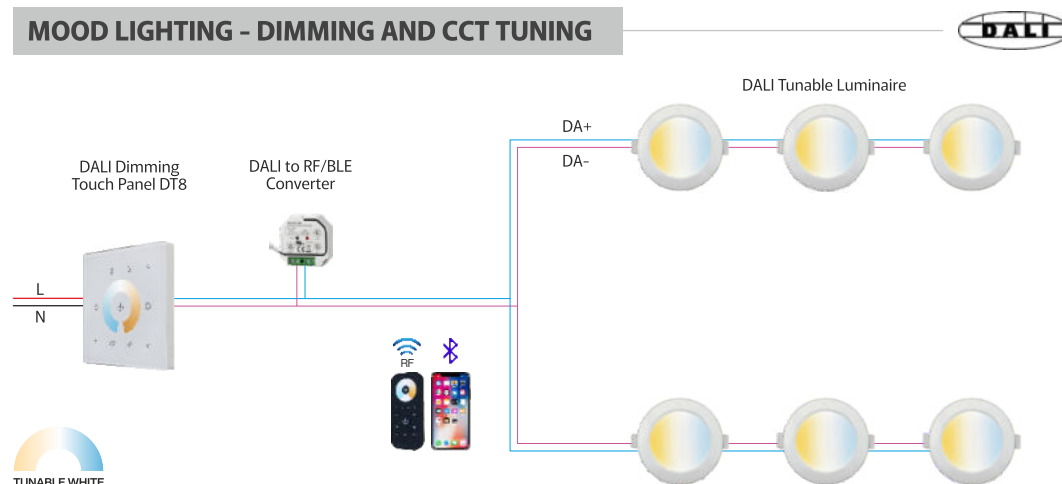 MOOD LIGHTING - DIMMING AND CCT TUNING
DALI
DALI Tunable Luminaire
DA+
DA-
DALI Dimming
Touch Panel DT8
DALI to RF/BLE
Converter
L
N
RF
TUNABLE WHITE